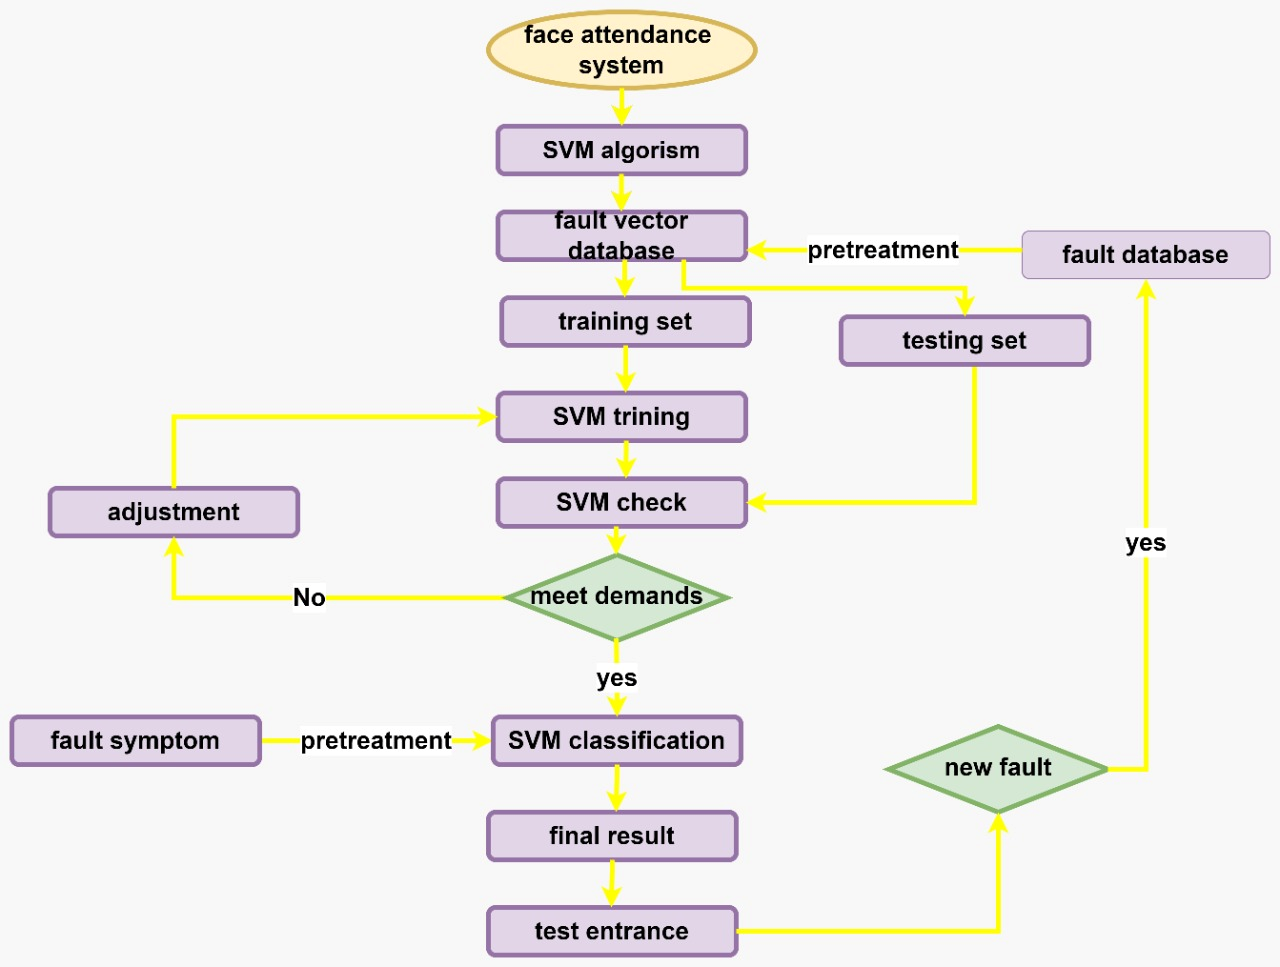 face attendance
system
SVM algorism
fault vector
database
pretreatment
fault database
training set
testing set
SVM trining
SVM check
adjustment
yes
meet demands
No
yes
fault symptom
pretreatment
SVM classification
new fault
final result
test entrance